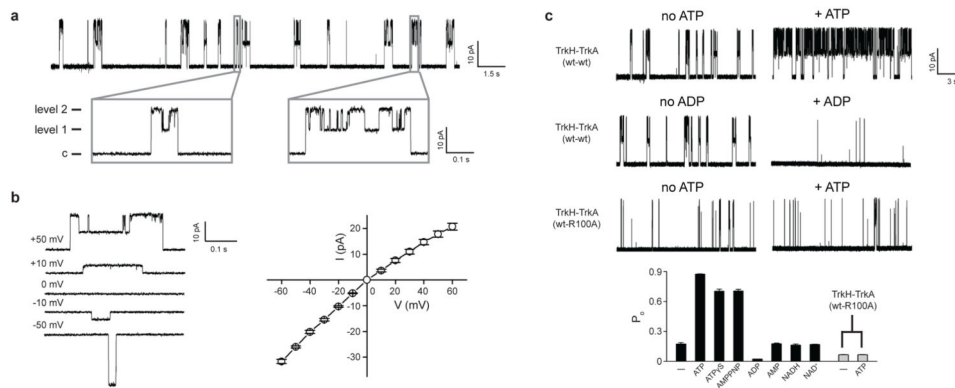 a
10 pA
1.5 s
level 2
level 1
c
10 pA
0.1 s
b
+50 mV
+10 mV
0 mV
-10 mV
-50 mV
10 pA
0.1 s
I (pA)
20
10
-60 -40 -20 0 20 40 60
V (mV)
-10
-20
-30
c
no ATP + ATP
TrkH-TrkA
(wt-wt)
10 pA
3 s
no ADP + ADP
TrkH-TrkA
(wt-wt)
no ATP + ATP
TrkH-TrkA
(wt-R100A)
Po
0.9
0.6
0.3
0
TrkH-TrkA
(wt-R100A)
— ATP ATPγS AMPPNP ADP AMP NADH NAD⁺ — ATP